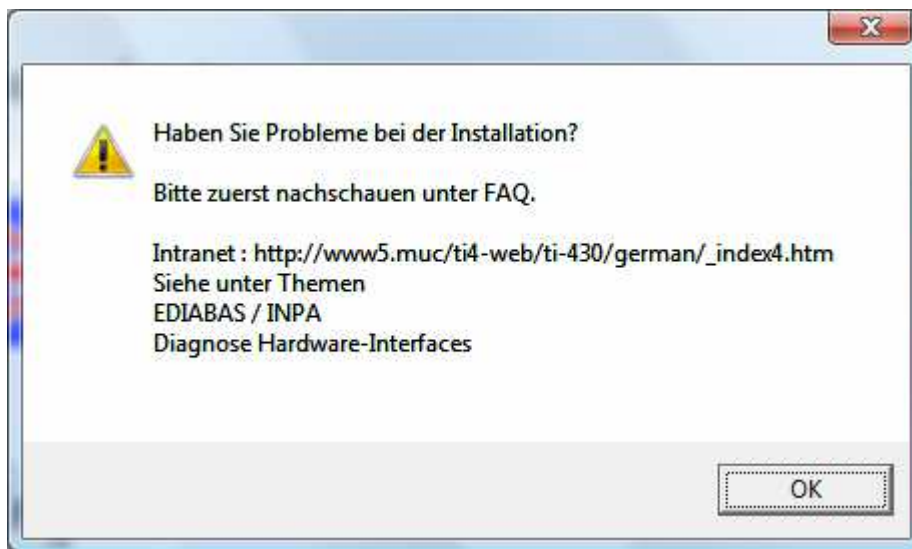 Haben Sie Probleme bei der Installation?
Bitte zuerst nachschauen unter FAQ.
Intranet : http://www5.muc/ti4-web/ti-430/german/_index4.htm
Siehe unter Themen
EDIABAS / INPA
Diagnose Hardware-Interfaces
OK